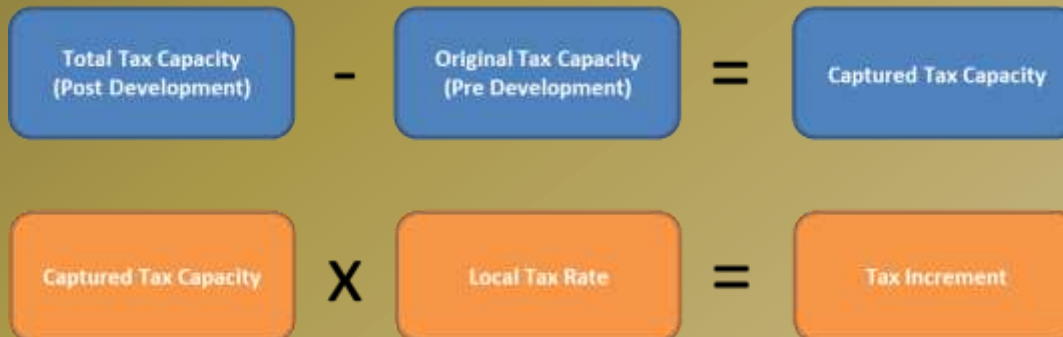 Total Tax Capacity
(Post Development)
-
Original Tax Capacity
(Pre Development)
=
Captured Tax Capacity
Captured Tax Capacity
X
Local Tax Rate
=
Tax Increment